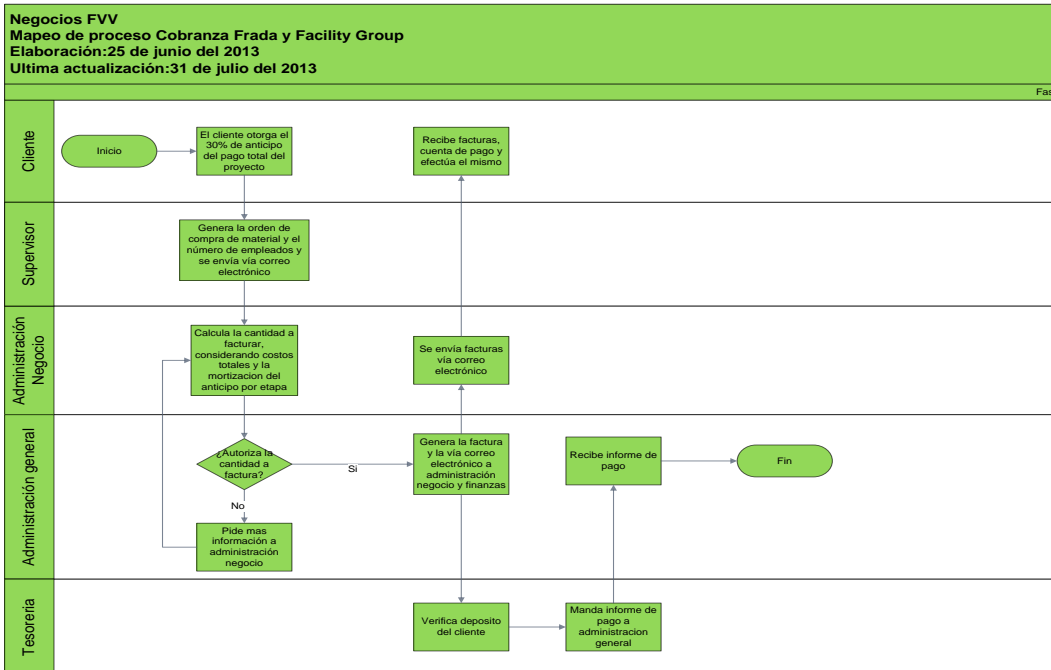 Negocios FVV
Mapeo de proceso Cobranza Frada y Facility Group
Elaboración:25 de junio del 2013
Ultima actualización:31 de julio del 2013
Fas
Cliente
Inicio
El cliente otorga el
30% de anticipo
del pago total del
proyecto
Recibe facturas,
cuenta de pago y
efectúa el mismo
Supervisor
Genera la orden de
compra de material y el
número de empleados y
se envía vía correo
electrónico
Administración
Negocio
Calcula la cantidad a
facturar,
considerando costos
totales y la
mortizacion del
anticipo por etapa
Se envía facturas
vía correo
electrónico
Administración general
¿Autoriza la
cantidad a
factura?
Si
No
Pide mas
información a
administración
negocio
Genera la factura
y la vía correo
electrónico a
administración
negocio y finanzas
Recibe informe de
pago
Fin
Tesoreria
Verifica deposito
del cliente
Manda informe de
pago a
administracion
general